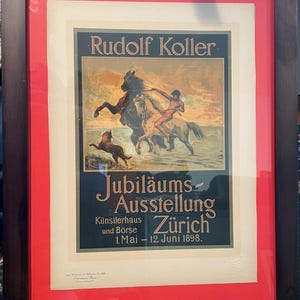 Rudolf Koller
Jubiläums-
Ausstellung
Künstlerhaus
und Börse
Zürich
1. Mai – 12 Juni 1898.